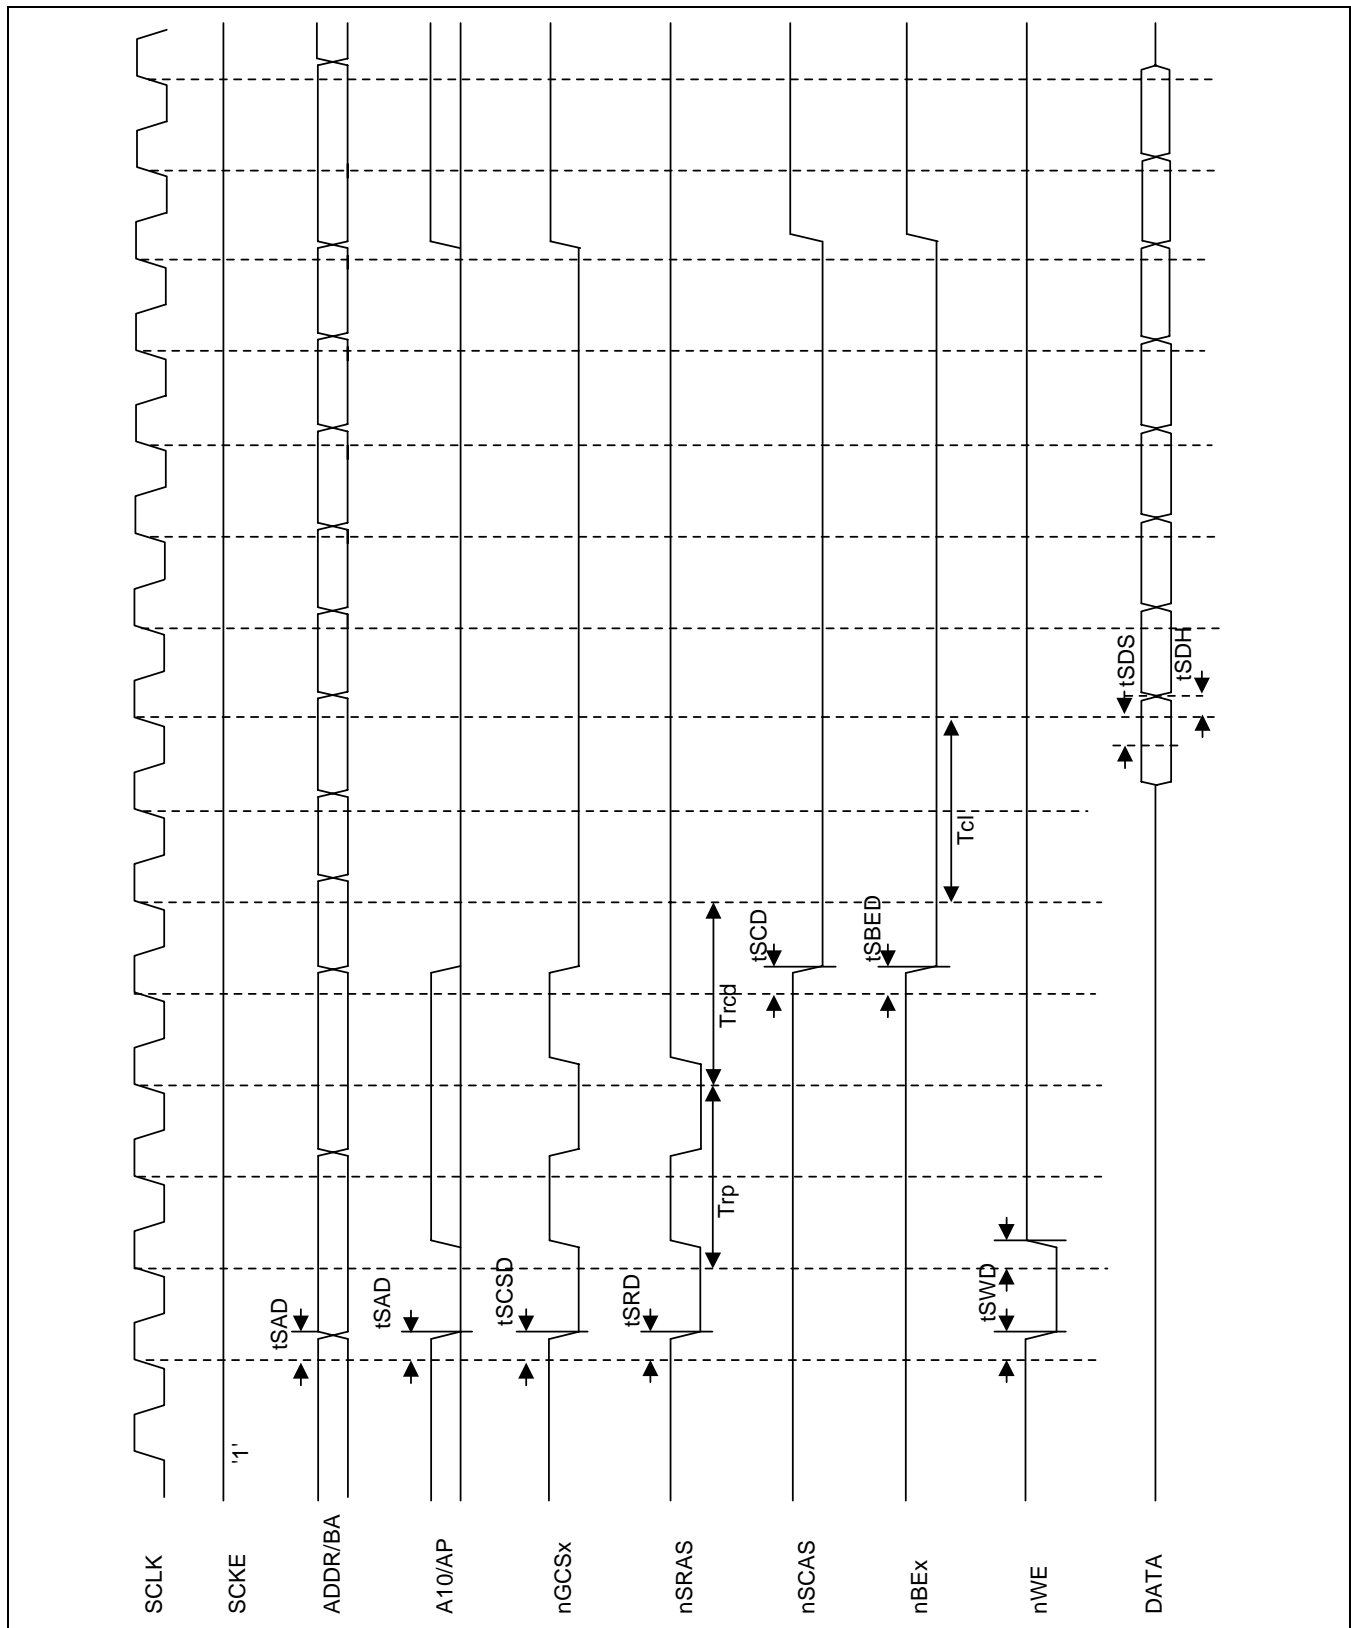 SCLK
SCKE
'1'
ADDR/BA
tSAD
A10/AP
tSAD
nGCSx
tSCSD
nSRAS
tSRD
Trp
Trcd
nSCAS
tSCD
nBEx
tSBED
Tcl
nWE
tSWD
DATA
tSDS
tSDH